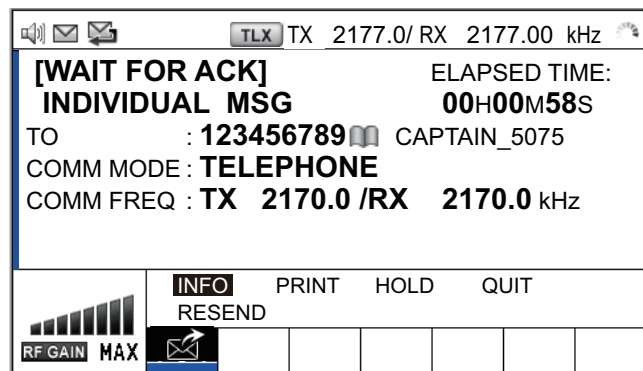 TLX TX 2177.0/ RX 2177.00 kHz
[WAIT FOR ACK] ELAPSED TIME:
INDIVIDUAL MSG 00H00M58S
TO : 123456789 CAPTAIN_5075
COMM MODE : TELEPHONE
COMM FREQ : TX 2170.0 /RX 2170.0 kHz
INFO PRINT HOLD QUIT
RESEND
RF GAIN MAX